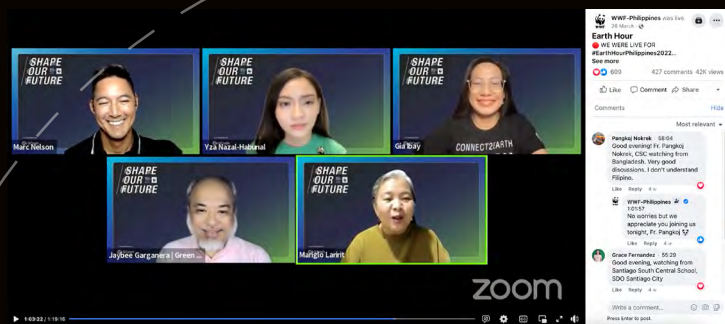 SHAPE
OUR
FUTURE
Marc Nelson
SHAPE
OUR
FUTURE
Yza Nazal-Habunal
SHAPE
OUR
FUTURE
CONNECT2EARTH
Gia Ibay
SHAPE
OUR
FUTURE
Jaybee Garganera | Green ...
SHAPE
OUR
FUTURE
Manglo Laririt
zoom
1:03:22 / 1:19:16
WWF-Philippines was live.
26 March
Earth Hour
WE WERE LIVE FOR
#EarthHourPhilippines2022...
See more
609
427 comments 42K views
Like Comment Share
Comments Hide
Most relevant
Pangkoj Nokrek · 58:04
Good evening! Fr. Pangkoj
Nokrek, CSC watching from
Bangladesh. Very good
discussions. I don't understand
Filipino.
Like Reply 4 w
WWF-Philippines
1:01:57
No worries but we
appreciate you joining us
tonight, Fr. Pangkoj
Like Reply 4 w
Grace Fernandez · 55:29
Good evening, watching from
Santiago South Central School,
SDO Santiago City
Like Reply 4 w
Write a comment...
Press Enter to post.